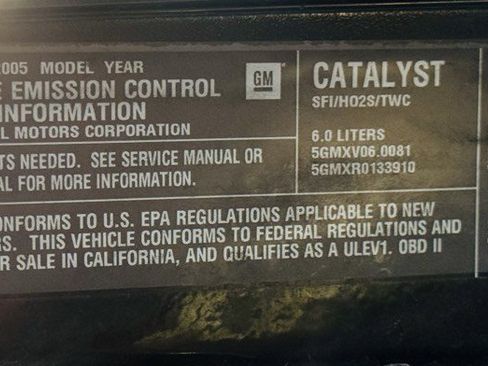 2005 MODEL YEAR
E EMISSION CONTROL
INFORMATION
L MOTORS CORPORATION
GM
CATALYST
SFI/HO2S/TWC
6.0 LITERS
5GMXV06.0081
5GMXR0133910
TS NEEDED. SEE SERVICE MANUAL OR
AL FOR MORE INFORMATION.
CONFORMS TO U.S. EPA REGULATIONS APPLICABLE TO NEW
RS. THIS VEHICLE CONFORMS TO FEDERAL REGULATIONS AND
R SALE IN CALIFORNIA, AND QUALIFIES AS A ULEV1. OBD II